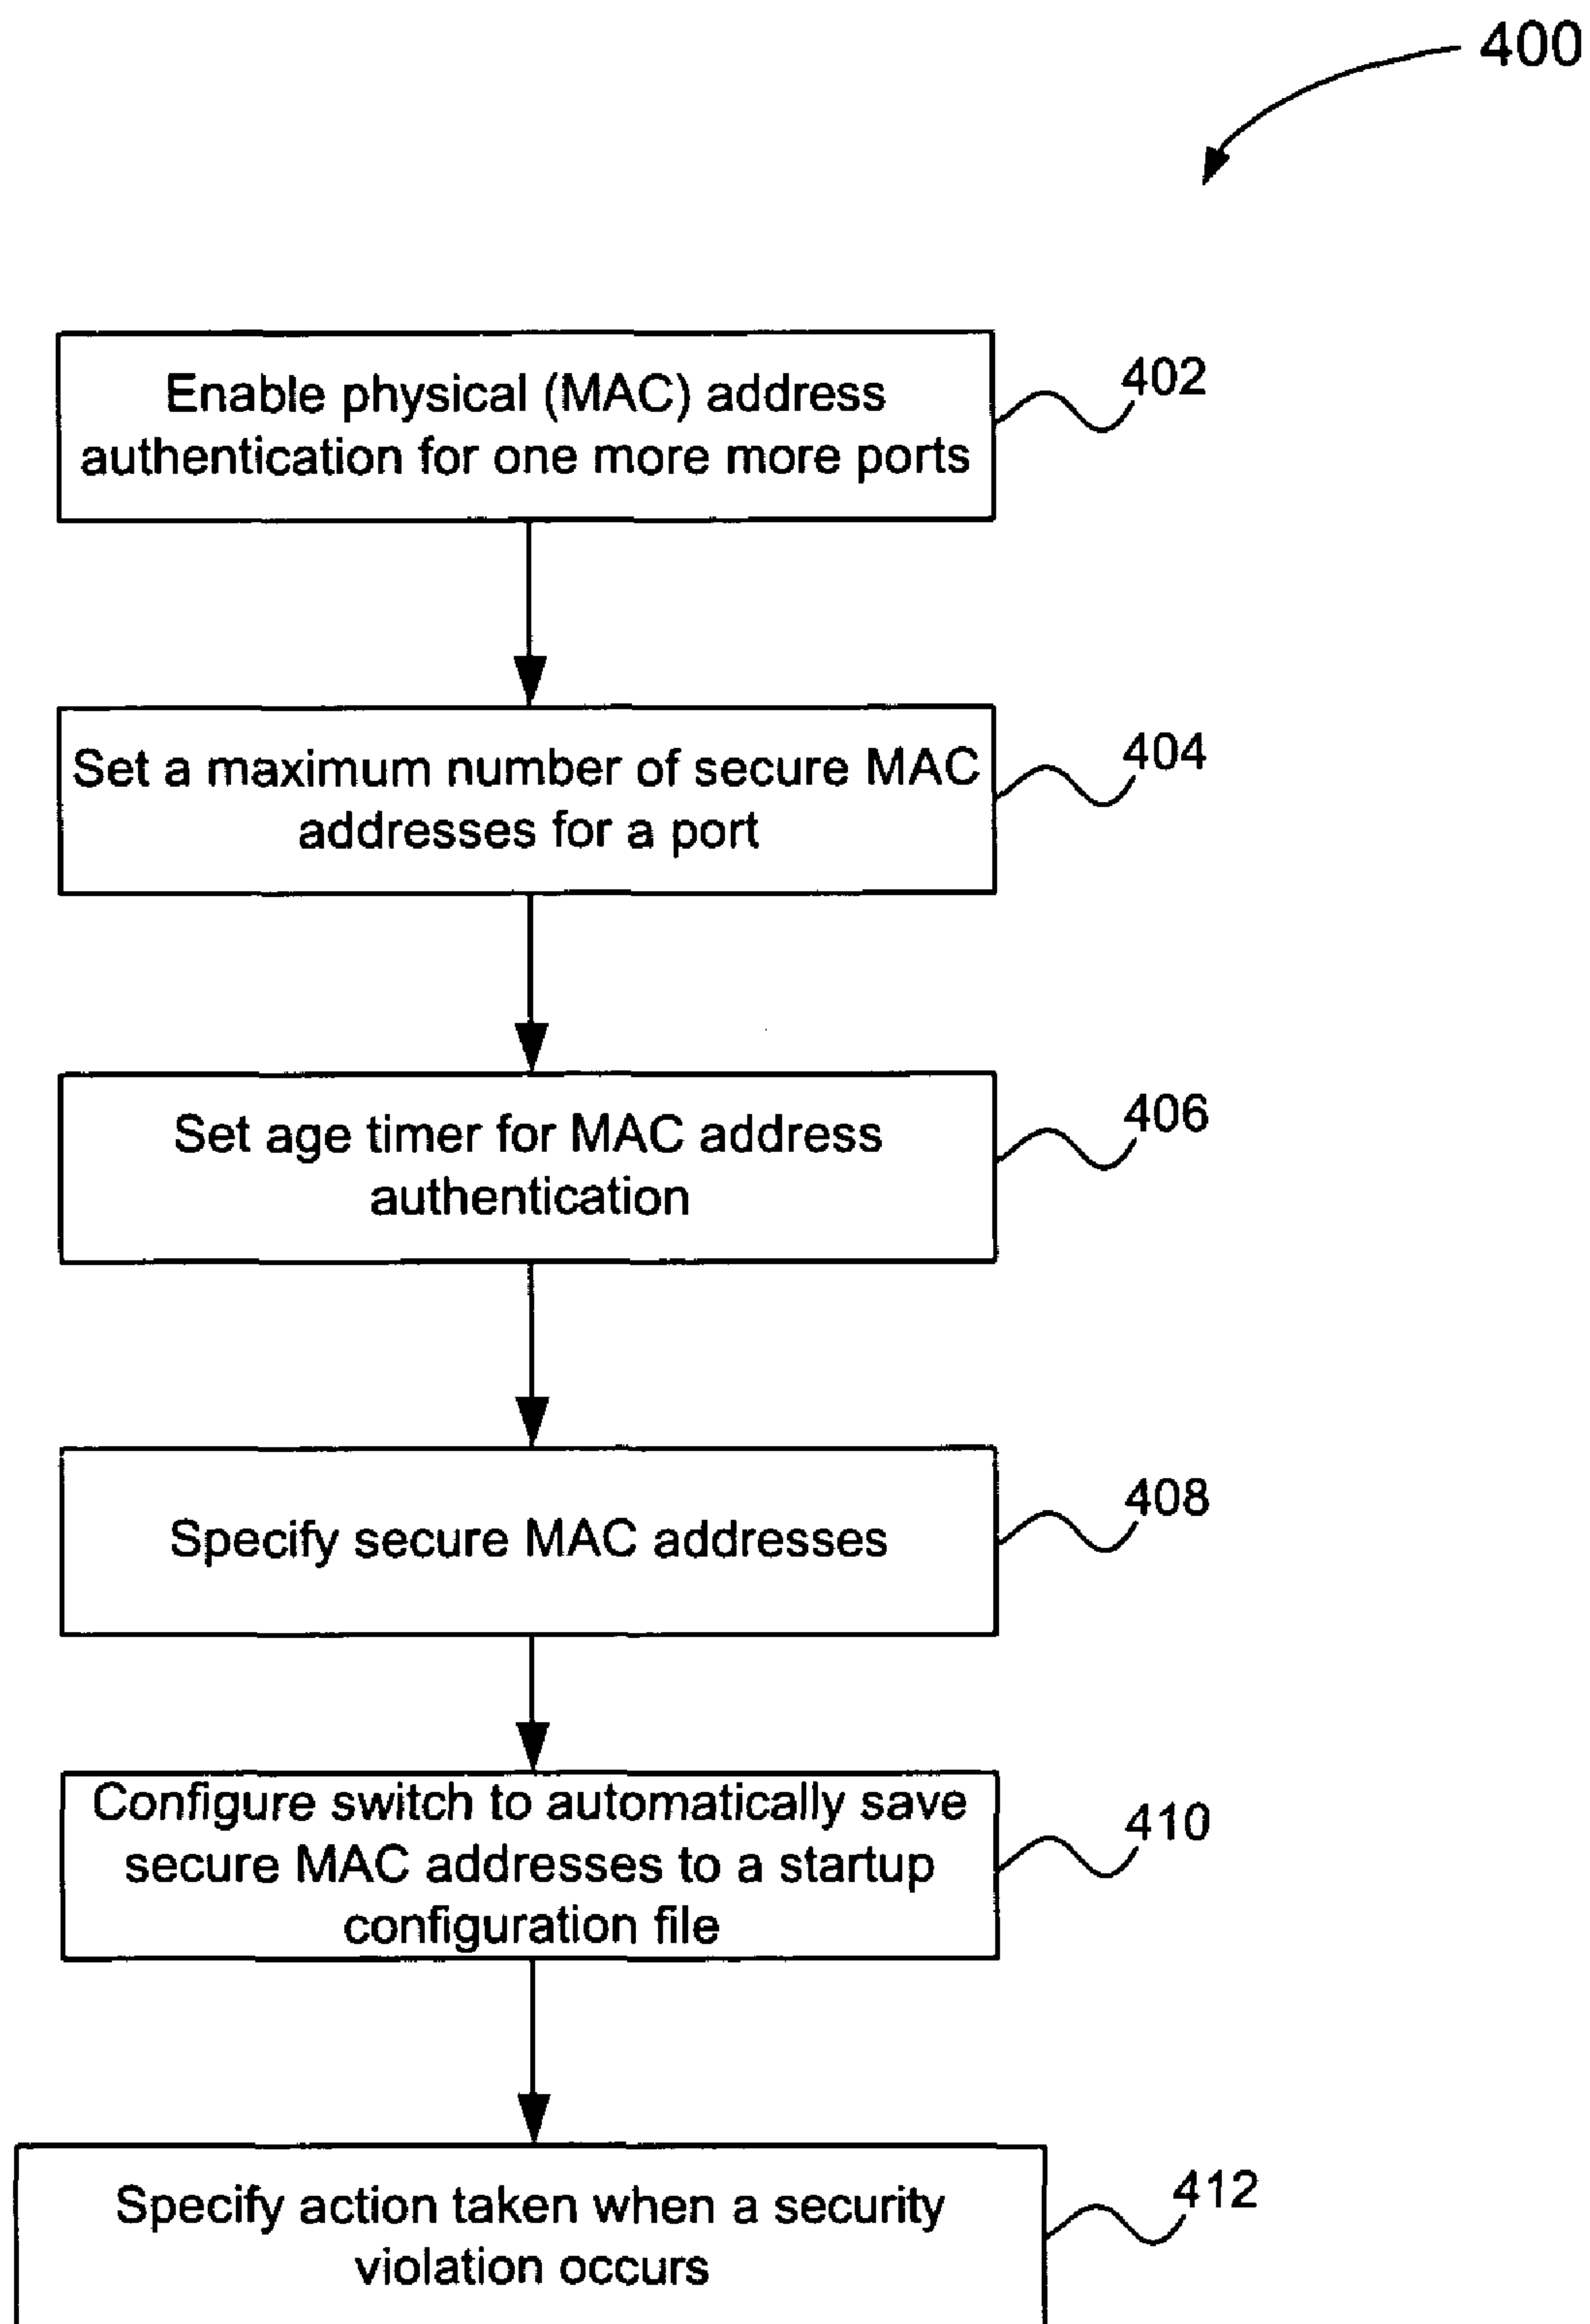 400
Enable physical (MAC) address
authentication for one more more ports
402
Set a maximum number of secure MAC
addresses for a port
404
Set age timer for MAC address
authentication
406
Specify secure MAC addresses
408
Configure switch to automatically save
secure MAC addresses to a startup
configuration file
410
Specify action taken when a security
violation occurs
412